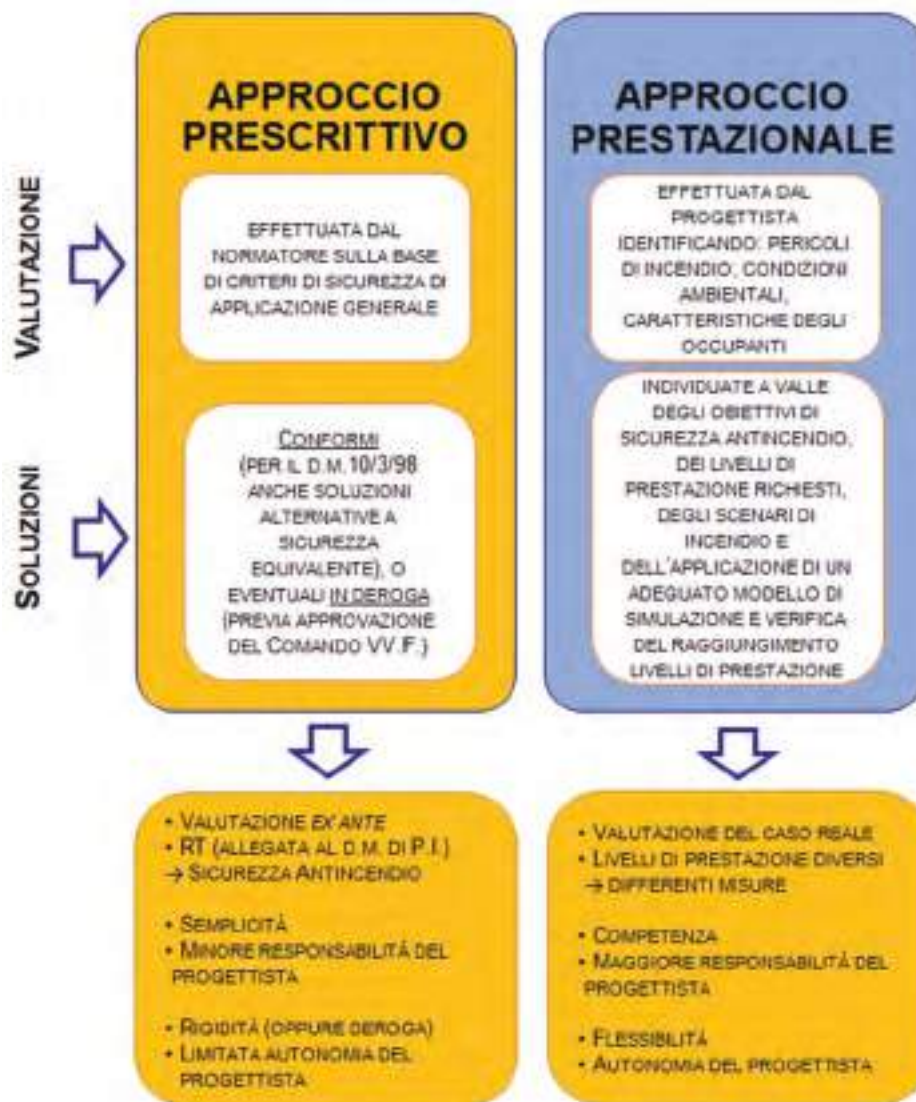 APPROCCIO
PRESCRITTIVO
VALUTAZIONE
EFFETTUATA DAL
NORMATORE SULLA BASE
DI CRITERI DI SICUREZZA DI
APPLICAZIONE GENERALE
SOLUZIONI
CONFORMI
(PER IL D.M.10/3/98
ANCHE SOLUZIONI
ALTERNATIVE A
SICUREZZA
EQUIVALENTE), O
EVENTUALI IN DEROGA
(PREVIA APPROVAZIONE
DEL COMANDO VV.F.)
• VALUTAZIONE EX ANTE
• RT (ALLEGATA AL D.M. DI P.I.)
→ SICUREZZA ANTINCENDIO
• SEMPLICITÀ
• MINORE RESPONSABILITÀ DEL
PROGETTISTA
• RIGIDITÀ (OPPURE DEROGA)
• LIMITATA AUTONOMIA DEL
PROGETTISTA
APPROCCIO
PRESTAZIONALE
EFFETTUATA DAL
PROGETTISTA
IDENTIFICANDO: PERICOLI
DI INCENDIO, CONDIZIONI
AMBIENTALI,
CARATTERISTICHE DEGLI
OCCUPANTI
INDIVIDUATE A VALLE
DEGLI OBIETTIVI DI
SICUREZZA ANTINCENDIO,
DEI LIVELLI DI
PRESTAZIONE RICHIESTI,
DEGLI SCENARI DI
INCENDIO E
DELL'APPLICAZIONE DI UN
ADEGUATO MODELLO DI
SIMULAZIONE E VERIFICA
DEL RAGGIUNGIMENTO
LIVELLI DI PRESTAZIONE
• VALUTAZIONE DEL CASO REALE
• LIVELLI DI PRESTAZIONE DIVERSI
→ DIFFERENTI MISURE
• COMPETENZA
• MAGGIORE RESPONSABILITÀ DEL
PROGETTISTA
• FLESSIBILITÀ
• AUTONOMIA DEL PROGETTISTA